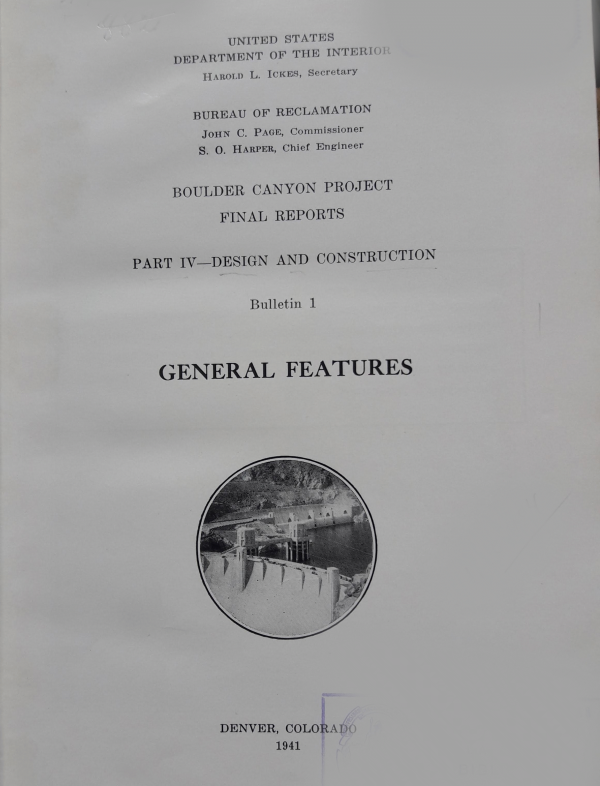 UNITED STATES
DEPARTMENT OF THE INTERIOR
HAROLD L. ICKES, Secretary
BUREAU OF RECLAMATION
JOHN C. PAGE, Commissioner
S. O. HARPER, Chief Engineer
BOULDER CANYON PROJECT
FINAL REPORTS
PART IV—DESIGN AND CONSTRUCTION
Bulletin 1
GENERAL FEATURES
DENVER, COLORADO
1941